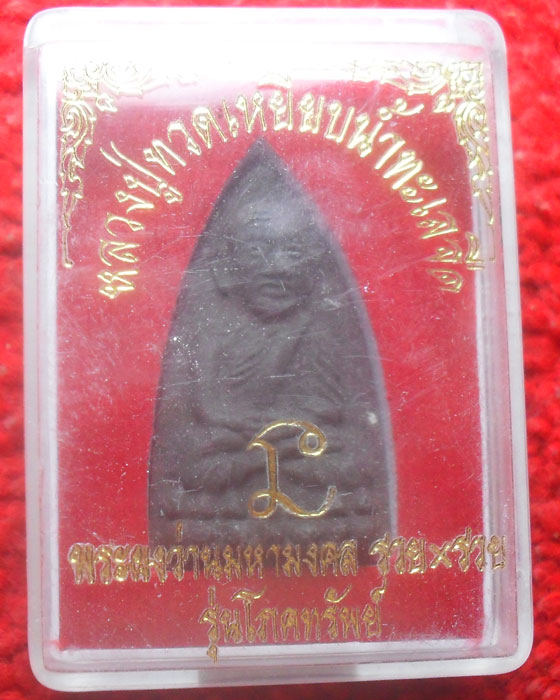 หลวงปู่ทวดเหยียบน้ำทะเลจืด
พระผงว่านมหามงคล รวย×รวย
รุ่นโภคทรัพย์